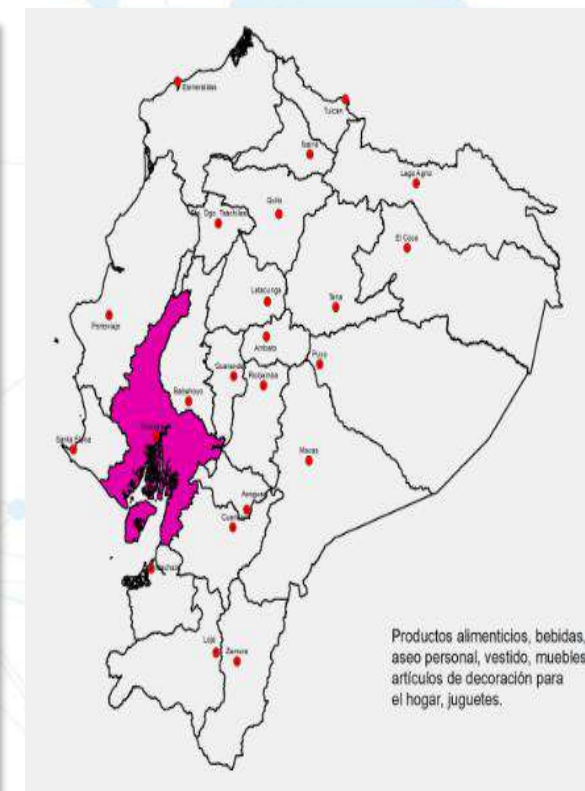 Esmeraldas
Tulcán
Ibarra
Lago Agrio
Quito
Sto. Dgo. Tsáchilas
El Coca
Latacunga
Tena
Portoviejo
Ambato
Puyo
Guaranda
Riobamba
Babahoyo
Santa Elena
Macas
Azogues
Cuenca
Machala
Loja
Zamora
Productos alimenticios, bebidas,
aseo personal, vestido, muebles
artículos de decoración para
el hogar, juguetes.